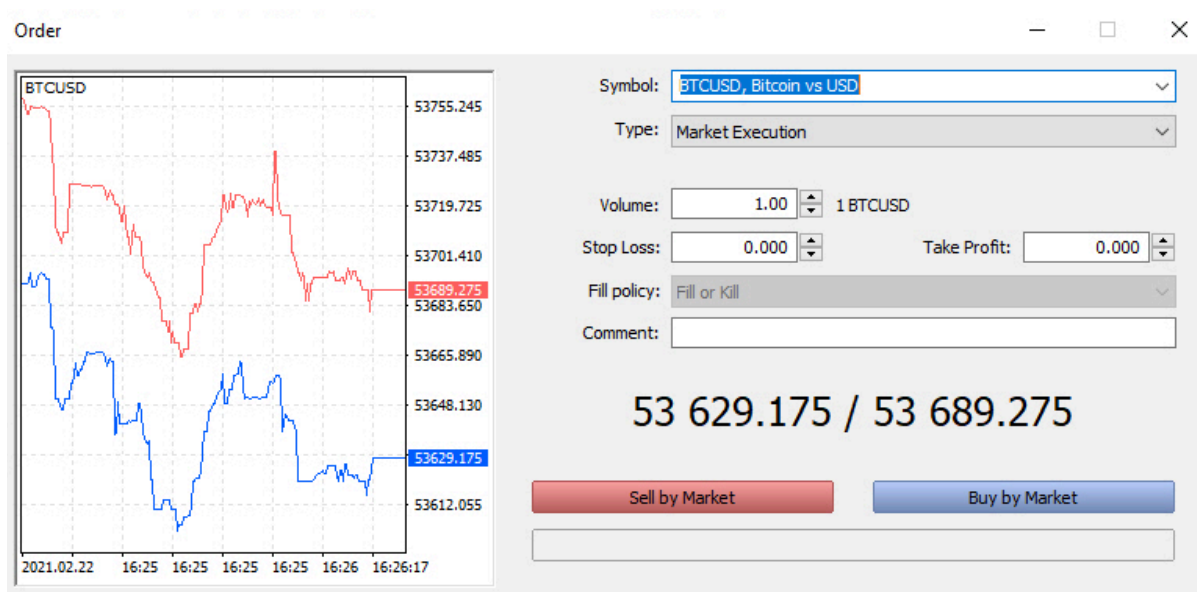 Order
BTCUSD
53755.245
53737.485
53719.725
53701.410
53689.275
53683.650
53665.890
53648.130
53629.175
53612.055
2021.02.22 16:25 16:25 16:25 16:25 16:26 16:26:17
Symbol: BTCUSD, Bitcoin vs USD
Type: Market Execution
Volume: 1.00 1 BTCUSD
Stop Loss: 0.000 Take Profit: 0.000
Fill policy: Fill or Kill
Comment:
53 629.175 / 53 689.275
Sell by Market Buy by Market